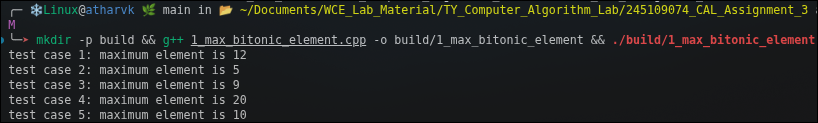 Linux@atharvk main in ~/Documents/WCE_Lab_Material/TY_Computer_Algorithm_Lab/245109074_CAL_Assignment_3
M
mkdir -p build && g++ 1_max_bitonic_element.cpp -o build/1_max_bitonic_element && ./build/1_max_bitonic_element
test case 1: maximum element is 12
test case 2: maximum element is 5
test case 3: maximum element is 9
test case 4: maximum element is 20
test case 5: maximum element is 10